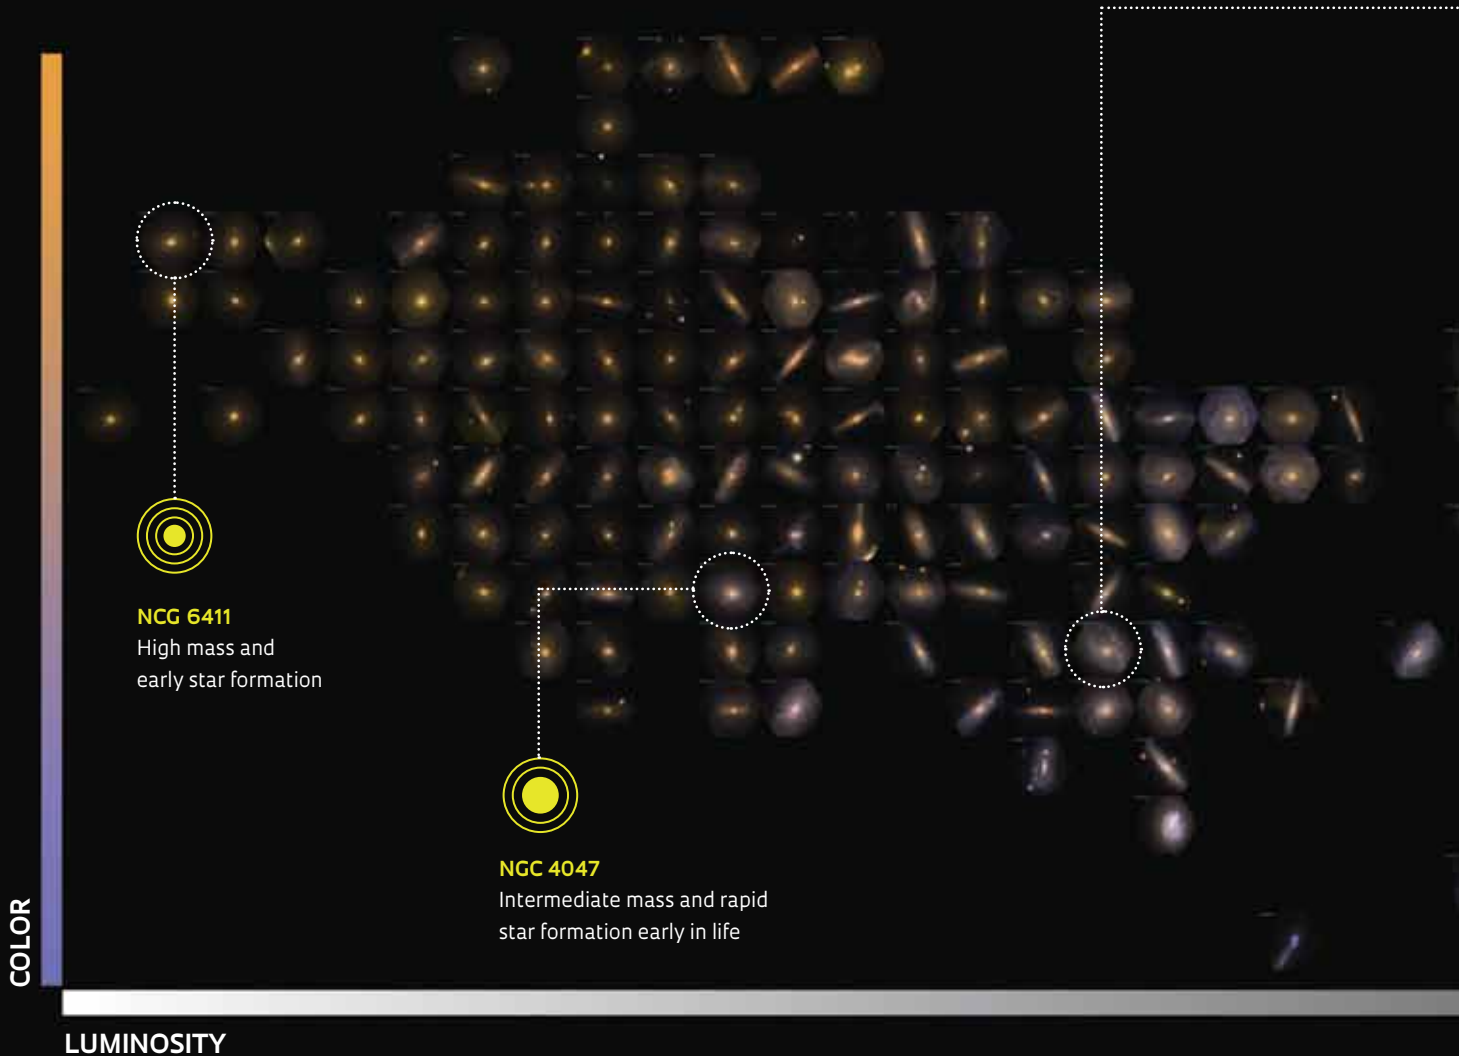 NCG 6411
High mass and
early star formation
NGC 4047
Intermediate mass and rapid
star formation early in life
COLOR
LUMINOSITY